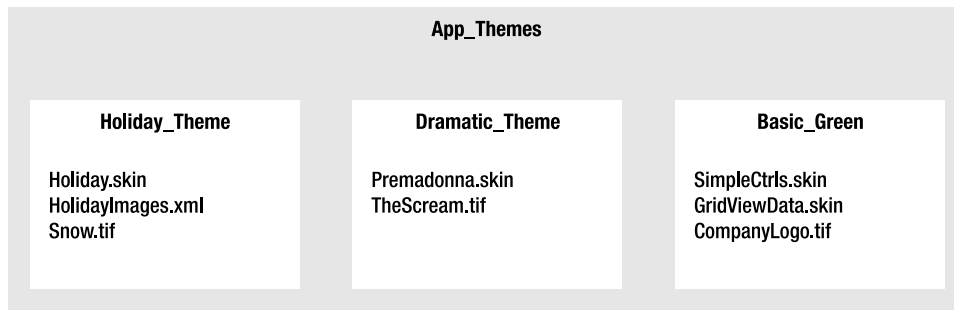 App_Themes
Holiday_Theme
Holiday.skin
HolidayImages.xml
Snow.tif
Dramatic_Theme
Premadonna.skin
TheScream.tif
Basic_Green
SimpleCtrls.skin
GridViewData.skin
CompanyLogo.tif